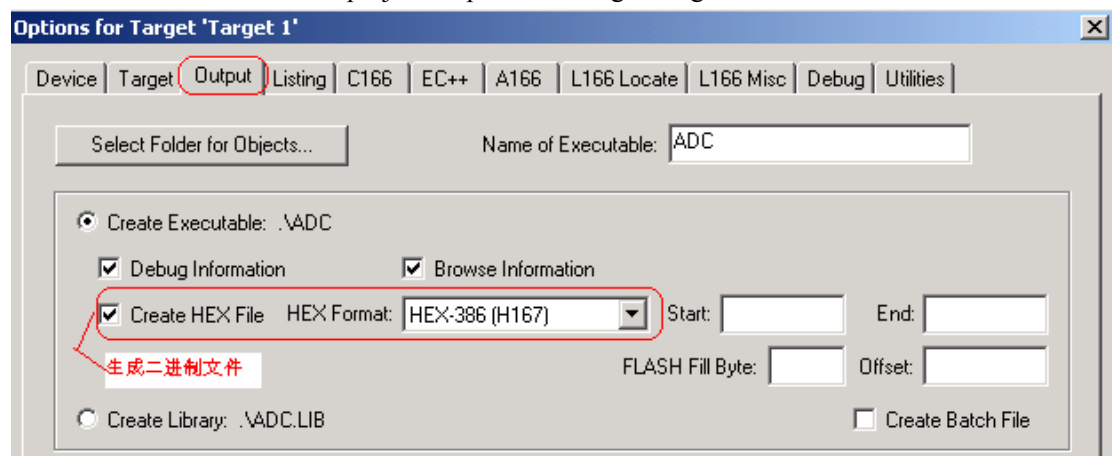 Options for Target 'Target 1'
Device Target Output Listing C166 EC++ A166 L166 Locate L166 Misc Debug Utilities
Select Folder for Objects... Name of Executable: ADC
Create Executable: .\ADC
Debug Information Browse Information
Create HEX File HEX Format: HEX-386 (H167) Start: End:
生成二进制文件 FLASH Fill Byte: Offset:
Create Library: .\ADC.LIB Create Batch File